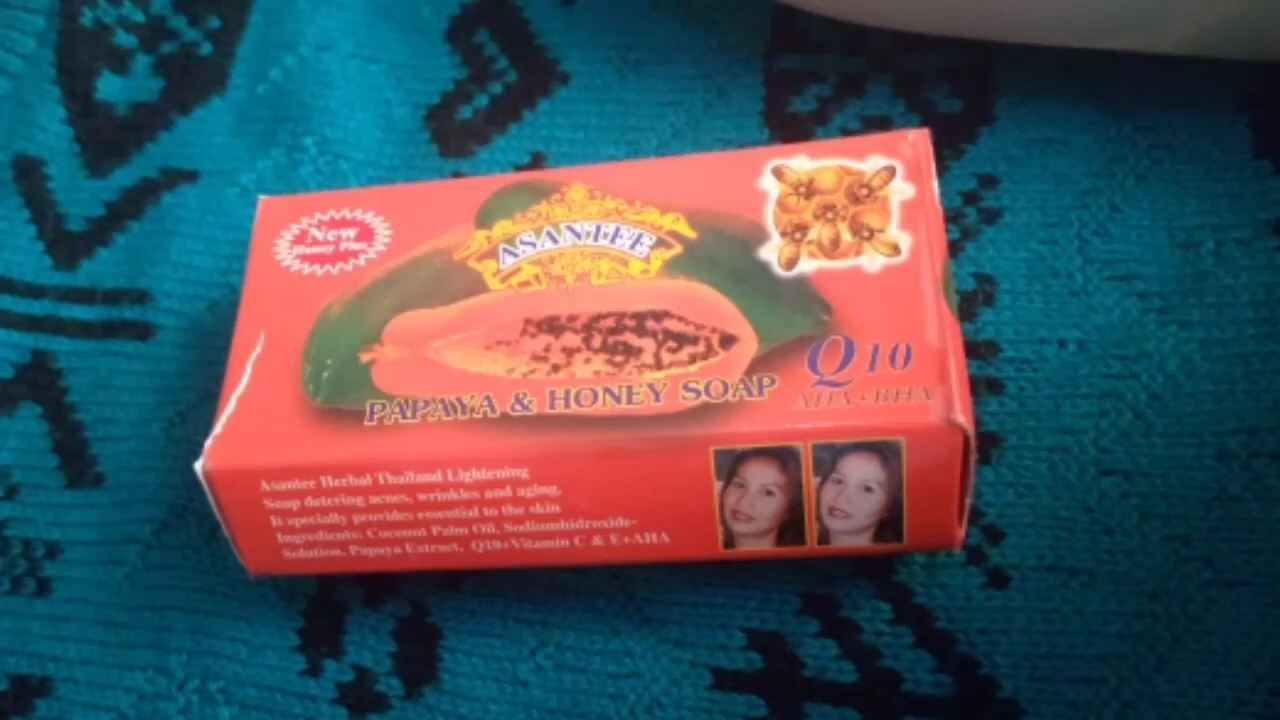 New
Honey Plus
ASANTEE
PAPAYA & HONEY SOAP
Q10
AHA+BHA
Asantee Herbal Thailand Lightening
Soap detering acnes, wrinkles and aging.
It specially provides essential to the skin
Ingredients: Coconut Palm Oil, Sodiumhidroxide-
Solution, Papaya Extract, Q10+Vitamin C & E+AHA